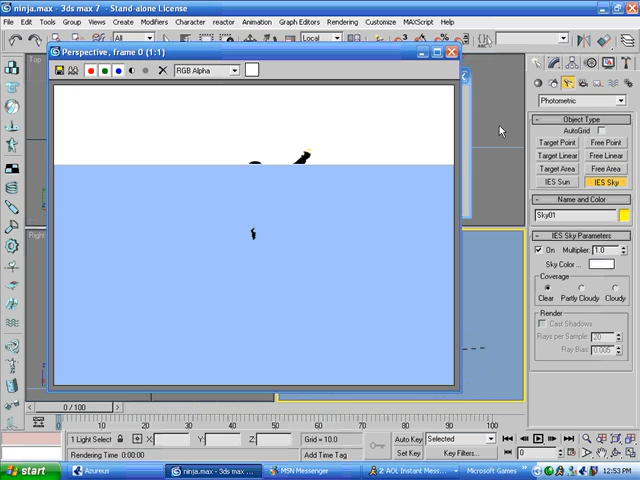 ninja.max - 3ds max 7 - Stand-alone License
File Edit Tools Group Views Create Modifiers Character reactor Animation Graph Editors Rendering Customize MAXScript Help
All
Local
ABC
Perspective, frame 0 (1:1)
RGB Alpha
Top
Right
Photometric
Object Type
AutoGrid
Target Point Free Point
Target Linear Free Linear
Target Area Free Area
IES Sun IES Sky
Name and Color
Sky01
IES Sky Parameters
On Multiplier: 1.0
Sky Color ...
Coverage
Clear Partly Cloudy Cloudy
Render
Cast Shadows
Rays per Sample: 20
Ray Bias: 0.005
0 / 100
0 10 20 30 40 50 60 70 80 90 100
1 Light Select X: Y: Z: Grid = 10.0 Auto Key Selected
Rendering Time 0:00:00 Add Time Tag Set Key Key Filters... 0
start Azureus ninja.max - 3ds max ... MSN Messenger 2 AOL Instant Mess... Microsoft Games 12:53 PM